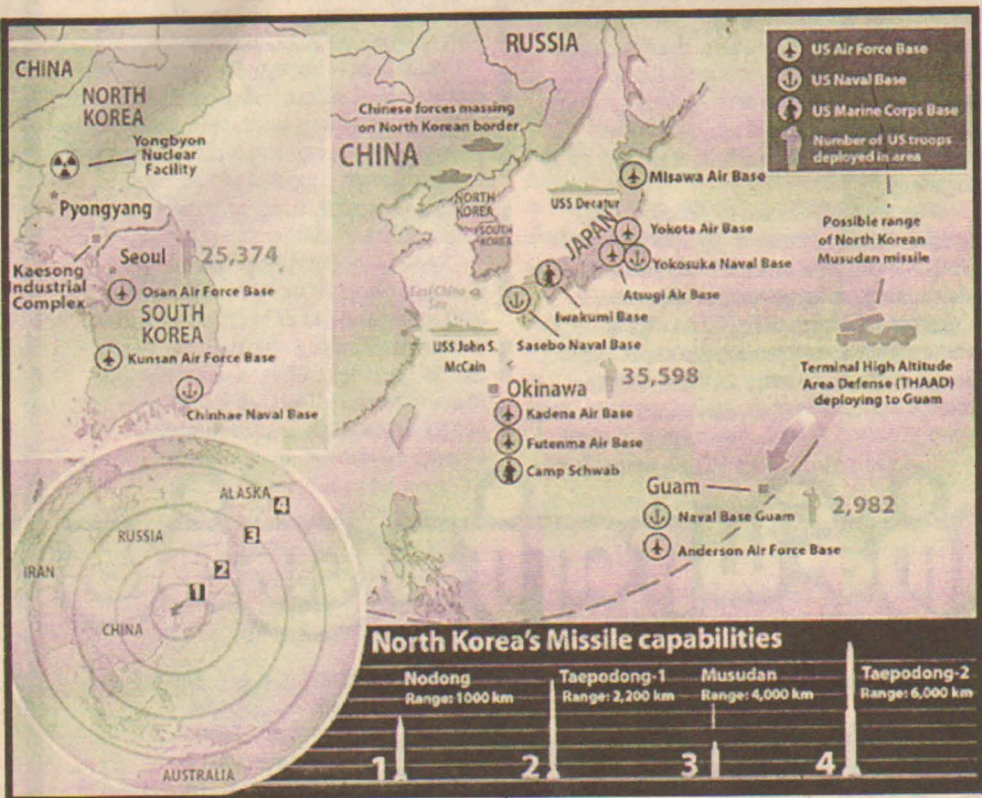 CHINA
NORTH
KOREA
Yongbyon
Nuclear
Facility
Pyongyang
Kaesong
Industrial
Complex
Seoul
25,374
Osan Air Force Base
SOUTH
KOREA
Kunsan Air Force Base
Chinhae Naval Base
RUSSIA
Chinese forces massing
on North Korean border
CHINA
NORTH
KOREA
SOUTH
KOREA
East China
Sea
USS John S.
McCain
USS Decatur
JAPAN
Misawa Air Base
Yokota Air Base
Yokosuka Naval Base
Atsugi Air Base
Iwakumi Base
Sasebo Naval Base
35,598
Okinawa
Kadena Air Base
Futenma Air Base
Camp Schwab
US Air Force Base
US Naval Base
US Marine Corps Base
Number of US troops
deployed in area
Possible range
of North Korean
Musudan missile
Terminal High Altitude
Area Defense (THAAD)
deploying to Guam
Guam
2,982
Naval Base Guam
Anderson Air Force Base
ALASKA
4
RUSSIA
3
IRAN
2
1
CHINA
AUSTRALIA
North Korea's Missile capabilities
Nodong
Range: 1000 km
1
Taepodong-1
Range: 2,200 km
2
Musudan
Range: 4,000 km
3
Taepodong-2
Range: 6,000 km
4